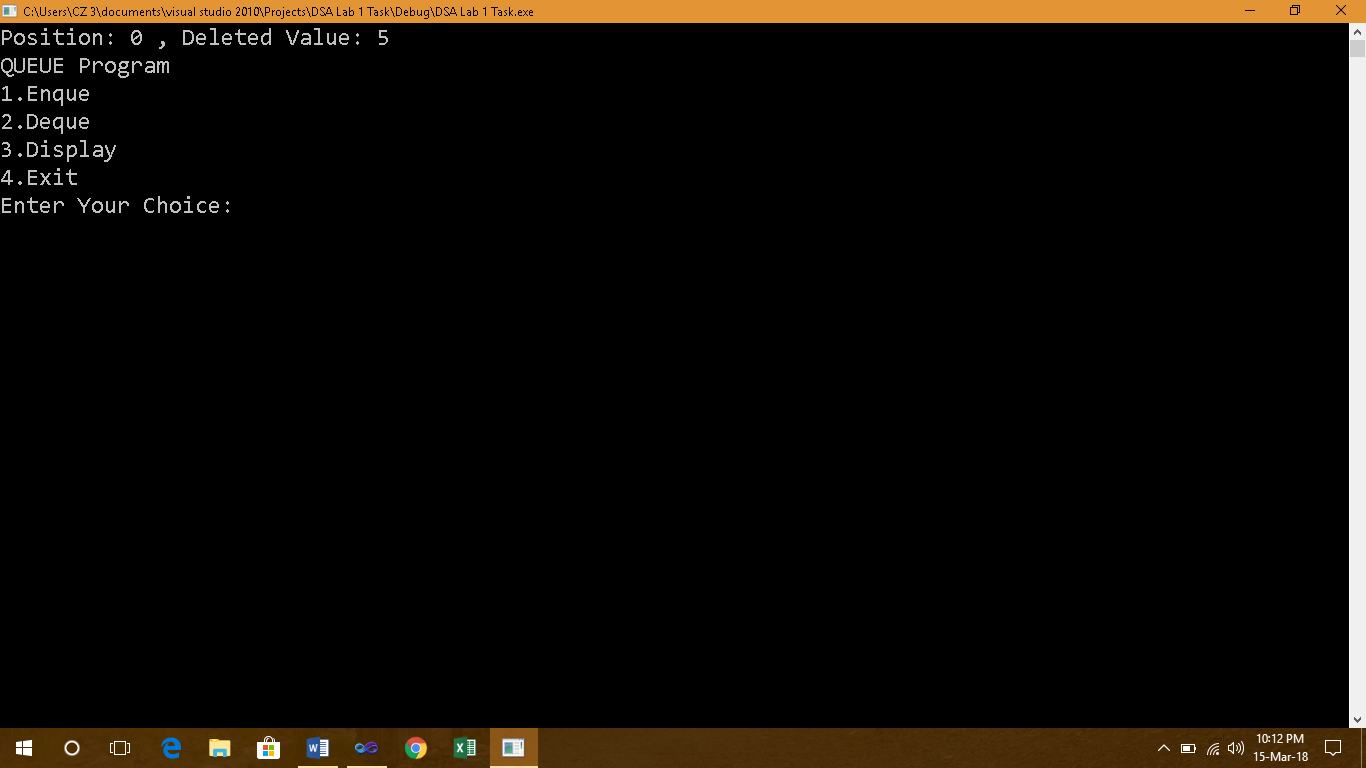 C:\Users\CZ 3\documents\visual studio 2010\Projects\DSA Lab 1 Task\Debug\DSA Lab 1 Task.exe
Position: 0 , Deleted Value: 5
QUEUE Program
1.Enque
2.Deque
3.Display
4.Exit
Enter Your Choice:
10:12 PM
15-Mar-18